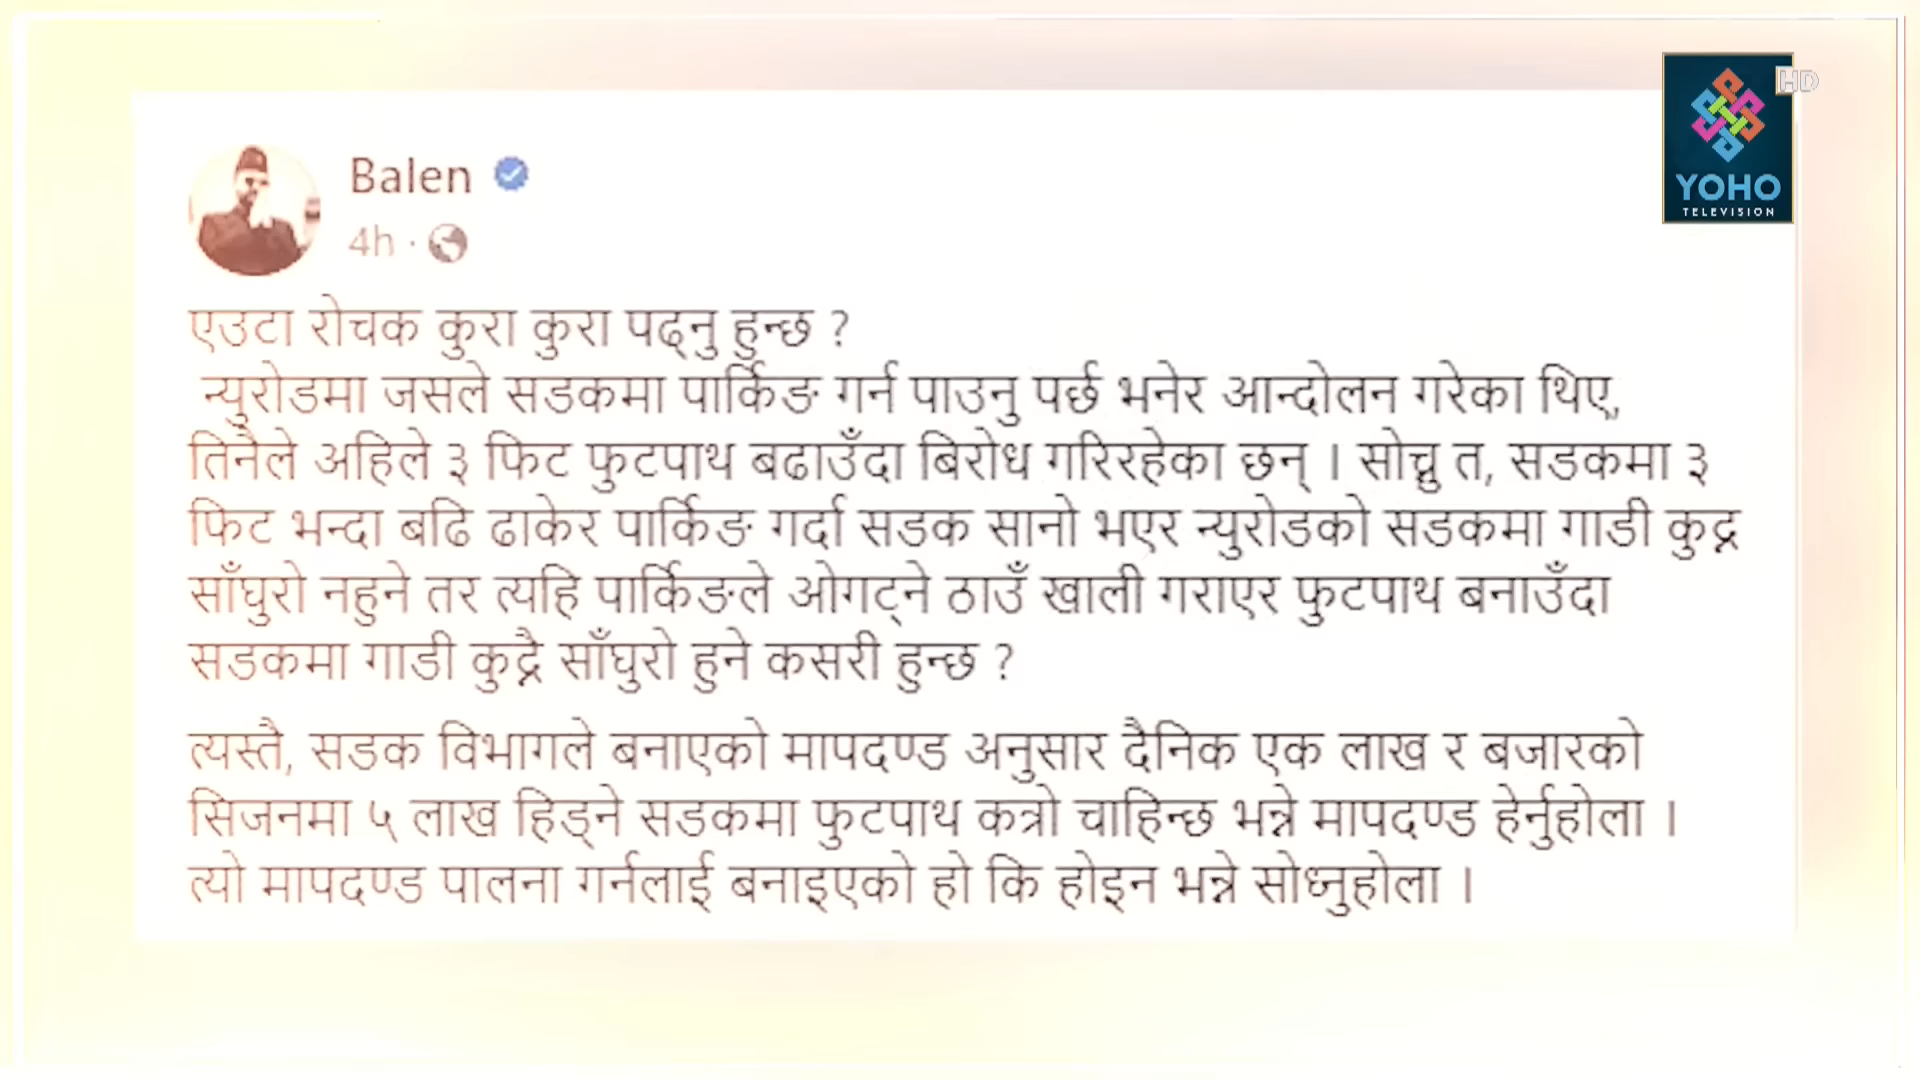 Balen
4h ·
एउटा रोचक कुरा कुरा पढ्नु हुन्छ ?
न्युरोडमा जसले सडकमा पार्किङ गर्न पाउनु पर्छ भनेर आन्दोलन गरेका थिए,
तिनैले अहिले ३ फिट फुटपाथ बढाउँदा बिरोध गरिरहेका छन् । सोच्नु त, सडकमा ३
फिट भन्दा बढि ढाकेर पार्किङ गर्दा सडक सानो भएर न्युरोडको सडकमा गाडी कुद्न
साँघुरो नहुने तर त्यहि पार्किङले ओगट्ने ठाउँ खाली गराएर फुटपाथ बनाउँदा
सडकमा गाडी कुद्नै साँघुरो हुने कसरी हुन्छ ?
त्यस्तै, सडक विभागले बनाएको मापदण्ड अनुसार दैनिक एक लाख र बजारको
सिजनमा ५ लाख हिड्ने सडकमा फुटपाथ कत्रो चाहिन्छ भन्ने मापदण्ड हेर्नुहोला ।
त्यो मापदण्ड पालना गर्नलाई बनाइएको हो कि होइन भन्ने सोध्नुहोला ।
HD
YOHO
TELEVISION